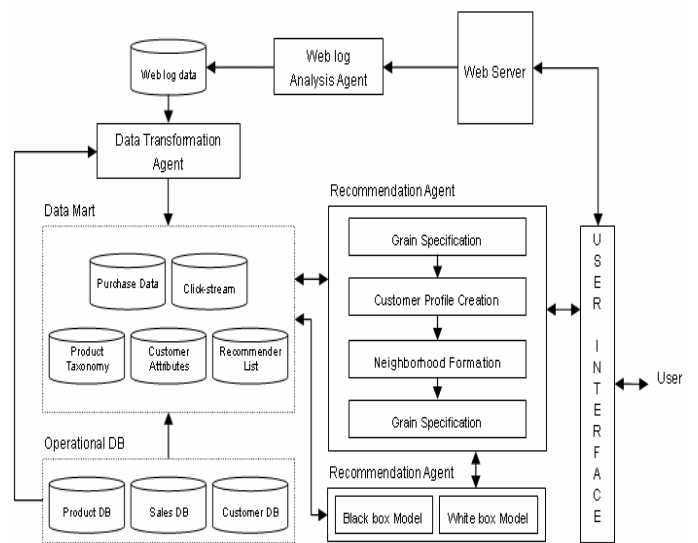 Web log data
Web log
Analysis Agent
Web Server
Data Transformation
Agent
Data Mart
Purchase Data
Click-stream
Product
Taxonomy
Customer
Attributes
Recommender
List
Operational DB
Product DB
Sales DB
Customer DB
Recommendation Agent
Grain Specification
Customer Profile Creation
Neighborhood Formation
Grain Specification
Recommendation Agent
Black box Model
White box Model
USER INTERFACE
User